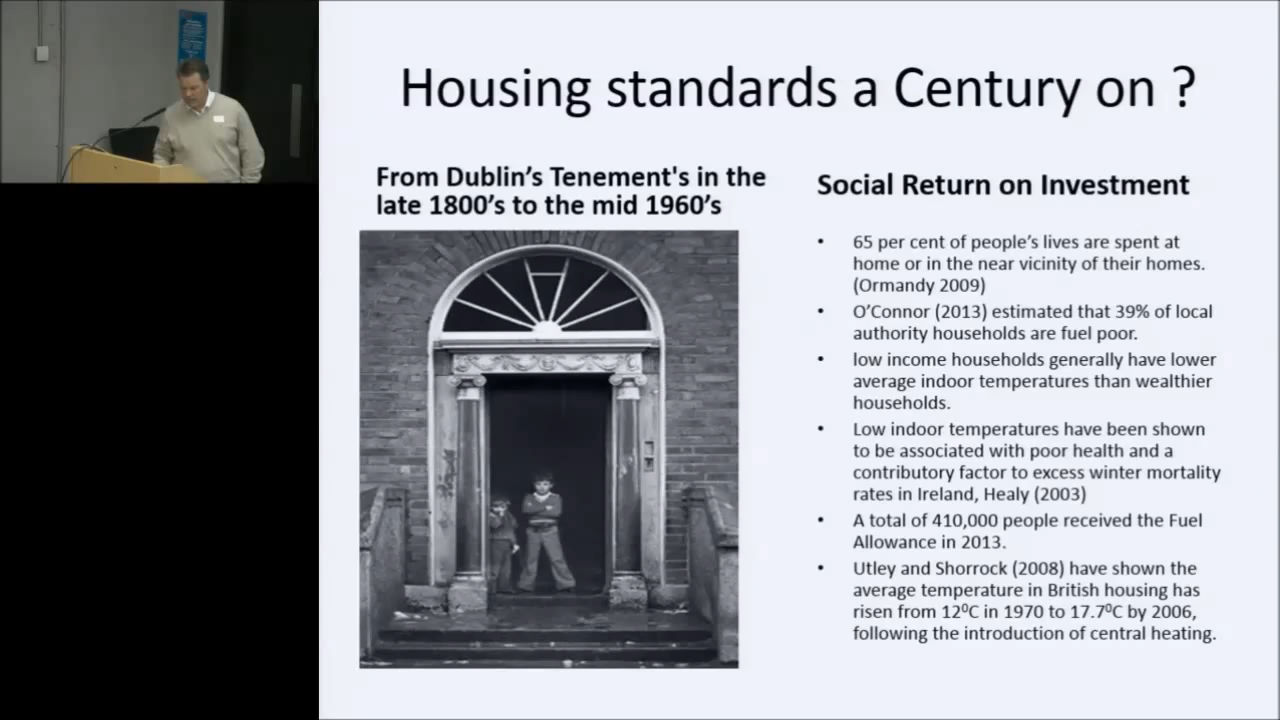 Housing standards a Century on ?
From Dublin’s Tenement's in the
late 1800’s to the mid 1960’s
Social Return on Investment
• 65 per cent of people’s lives are spent at
home or in the near vicinity of their homes.
(Ormandy 2009)
• O’Connor (2013) estimated that 39% of local
authority households are fuel poor.
• low income households generally have lower
average indoor temperatures than wealthier
households.
• Low indoor temperatures have been shown
to be associated with poor health and a
contributory factor to excess winter mortality
rates in Ireland, Healy (2003)
• A total of 410,000 people received the Fuel
Allowance in 2013.
• Utley and Shorrock (2008) have shown the
average temperature in British housing has
risen from 12⁰C in 1970 to 17.7⁰C by 2006,
following the introduction of central heating.